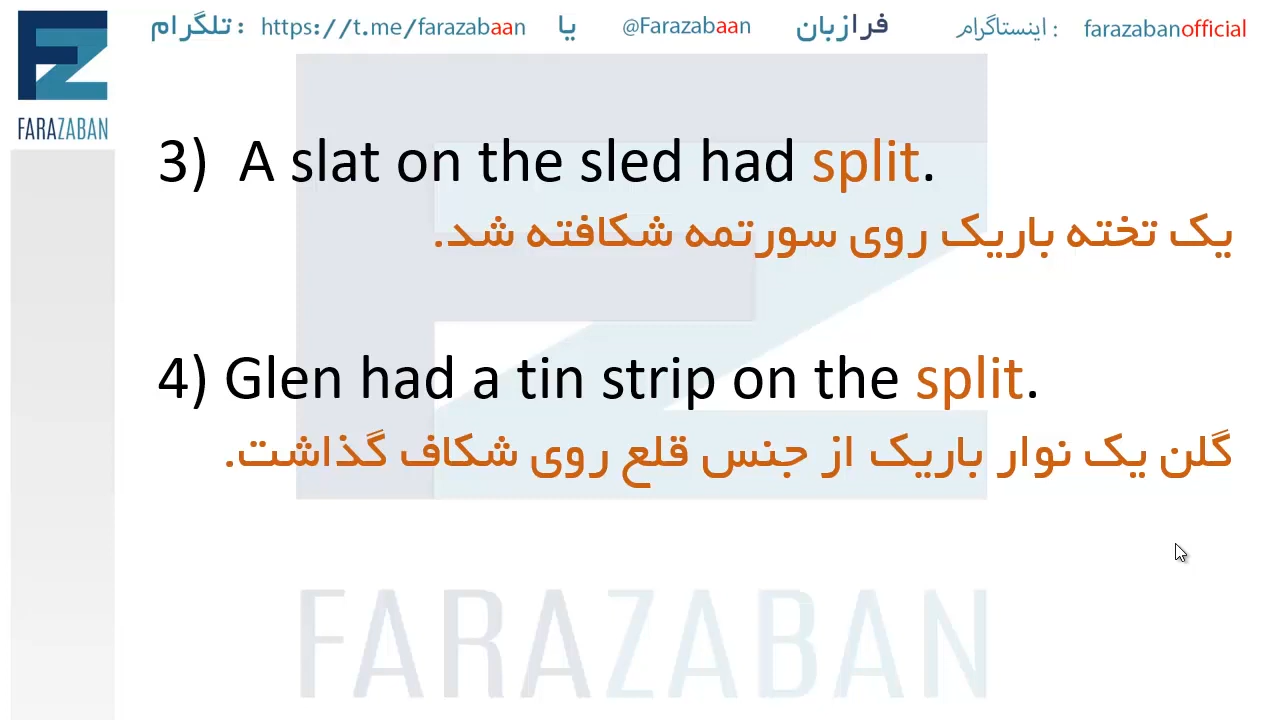 تلگرام : https://t.me/farazabaan یا @Farazabaan فرازبان اینستاگرام : farazabanofficial
FARAZABAN
3) A slat on the sled had split.
یک تخته باریک روی سورتمه شکافته شد.
4) Glen had a tin strip on the split.
گلن یک نوار باریک از جنس قلع روی شکاف گذاشت.
FARAZABAN